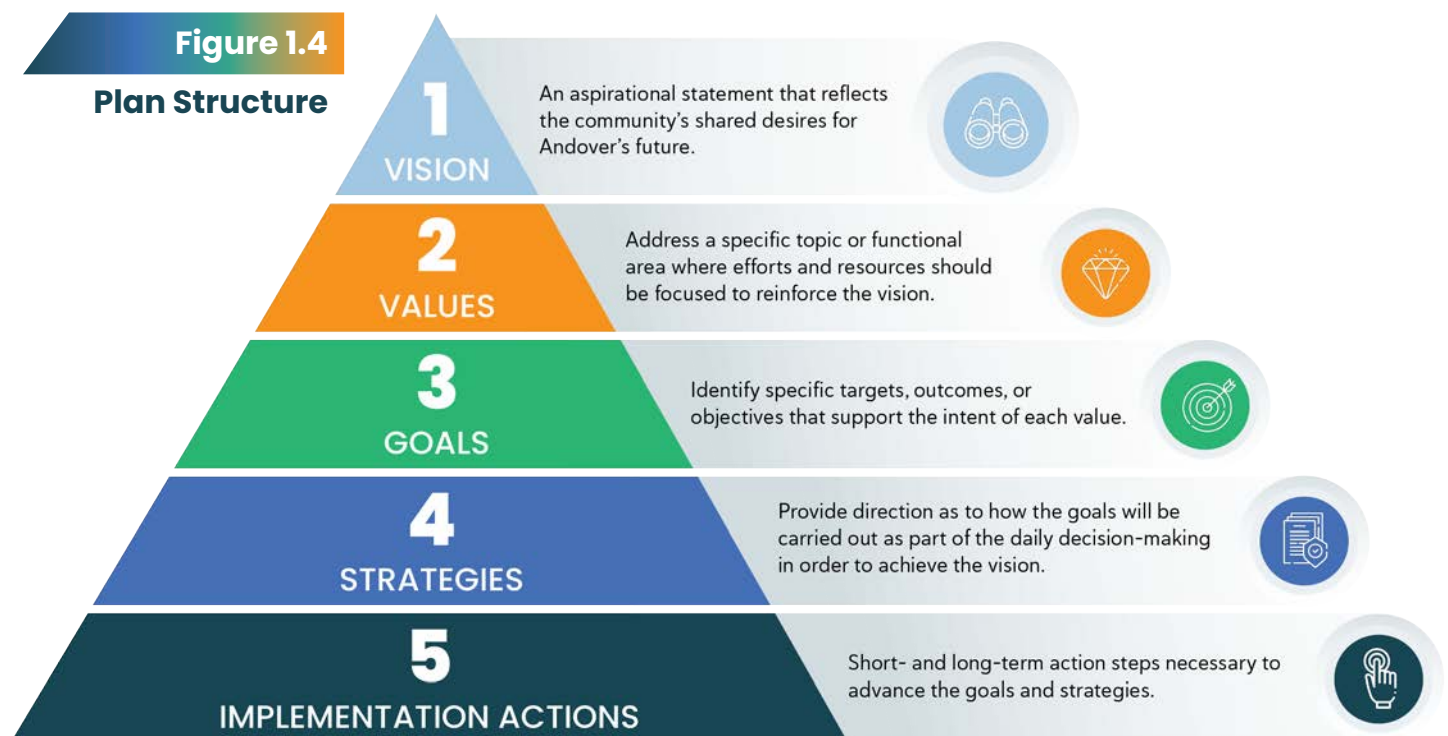 Figure 1.4
Plan Structure
1
VISION
An aspirational statement that reflects
the community's shared desires for
Andover's future.
2
VALUES
Address a specific topic or functional
area where efforts and resources should
be focused to reinforce the vision.
3
GOALS
Identify specific targets, outcomes, or
objectives that support the intent of each value.
4
STRATEGIES
Provide direction as to how the goals will be
carried out as part of the daily decision-making
in order to achieve the vision.
5
IMPLEMENTATION ACTIONS
Short- and long-term action steps necessary to
advance the goals and strategies.